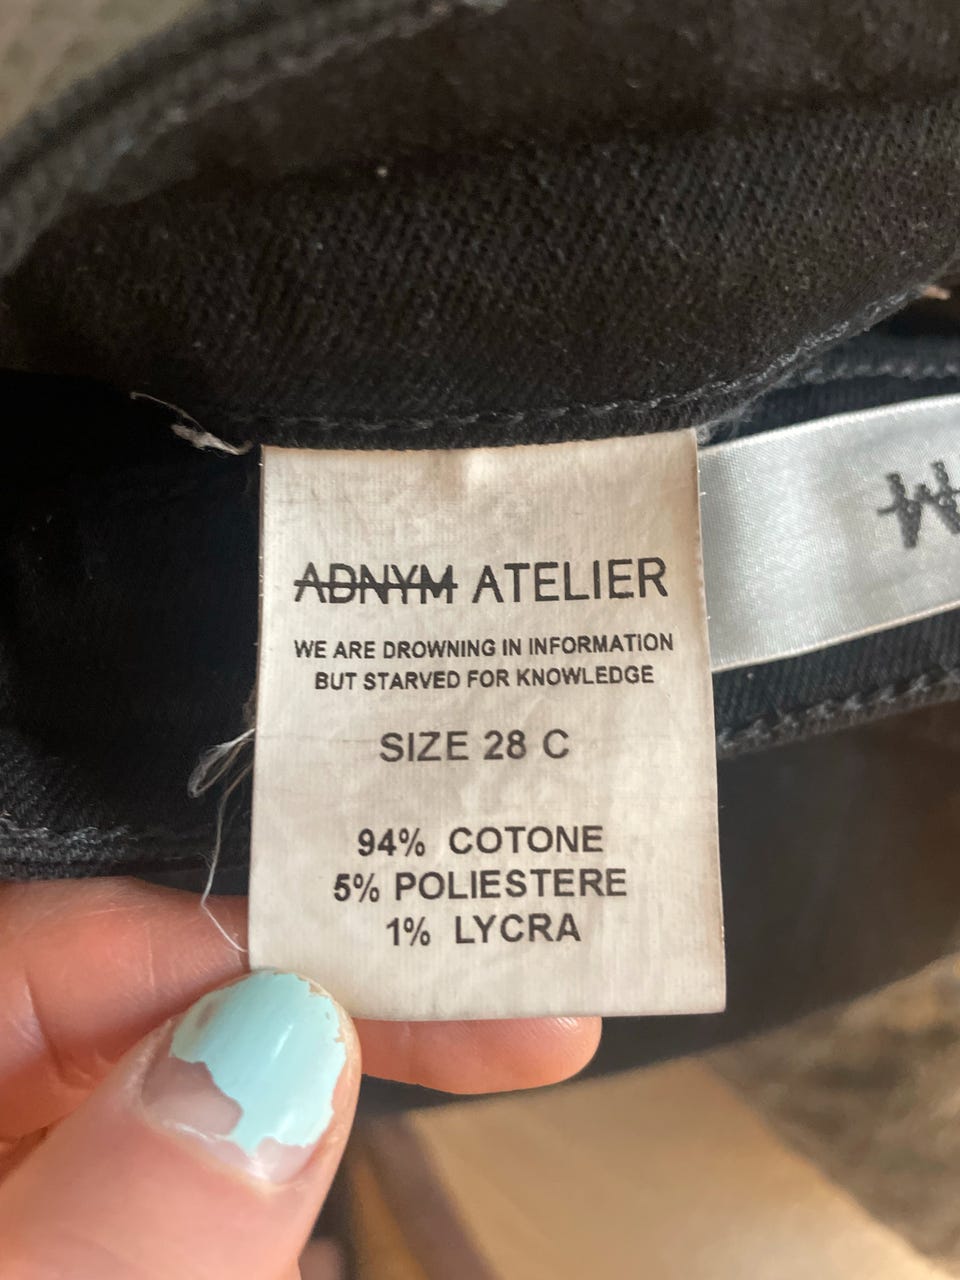 ADNYM ATELIER
WE ARE DROWNING IN INFORMATION
BUT STARVED FOR KNOWLEDGE
SIZE 28 C
94% COTONE
5% POLIESTERE
1% LYCRA